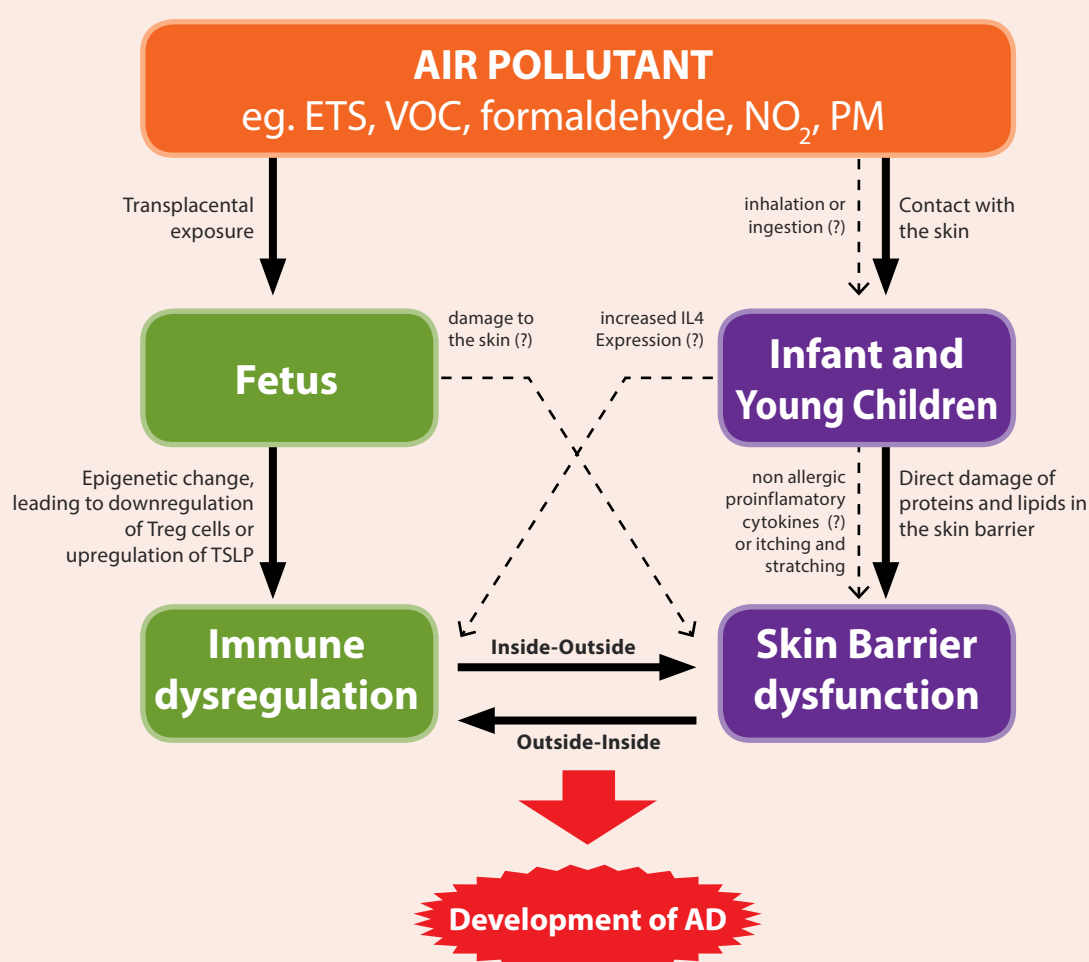 AIR POLLUTANT
eg. ETS, VOC, formaldehyde, NO₂, PM
Transplacental
exposure
inhalation or
ingestion (?)
Contact with
the skin
Fetus
damage to
the skin (?)
increased IL4
Expression (?)
Infant and
Young Children
Epigenetic change,
leading to downregulation
of Treg cells or
upregulation of TSLP
non allergic
proinflamatory
cytokines (?)
or itching and
stratching
Direct damage of
proteins and lipids in
the skin barrier
Immune
dysregulation
Inside-Outside
Outside-Inside
Skin Barrier
dysfunction
Development of AD